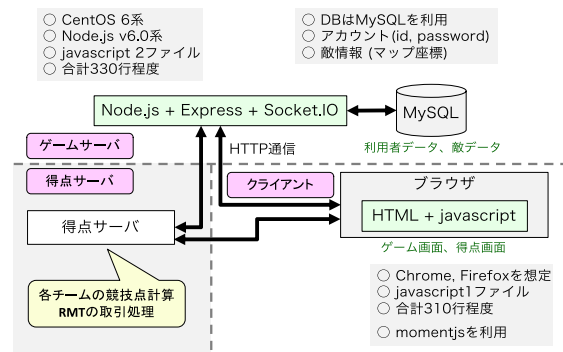 ○ CentOS 6系
○ Node.js v6.0系
○ javascript 2ファイル
○ 合計330行程度
○ DBはMySQLを利用
○ アカウント(id, password)
○ 敵情報 (マップ座標)
Node.js + Express + Socket.IO
MySQL
利用者データ、敵データ
ゲームサーバ
HTTP通信
得点サーバ
クライアント
ブラウザ
HTML + javascript
ゲーム画面、得点画面
得点サーバ
各チームの競技点計算
RMTの取引処理
○ Chrome, Firefoxを想定
○ javascript1ファイル
○ 合計310行程度
○ momentjsを利用